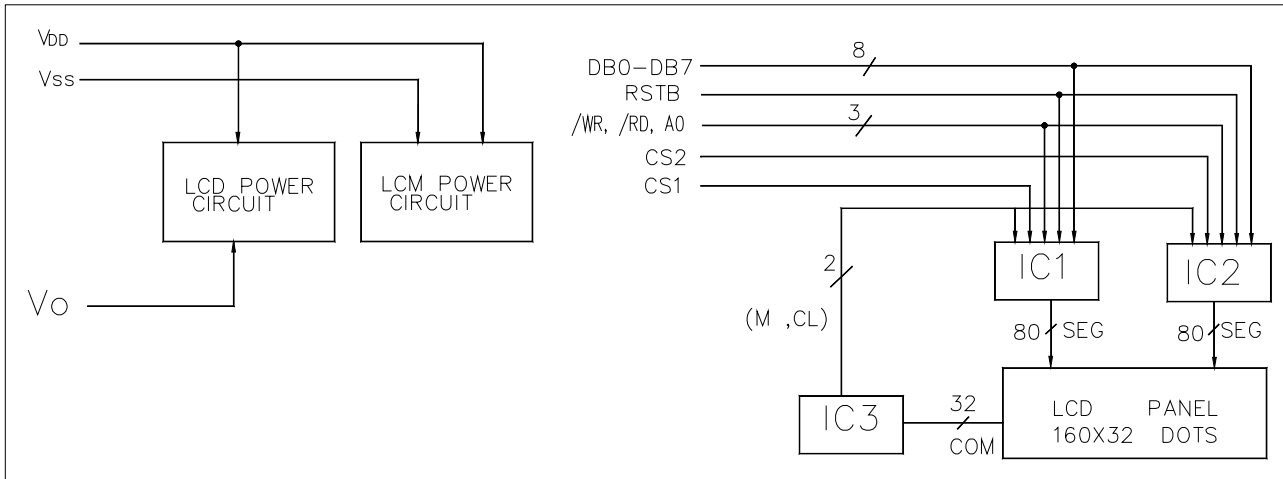 VDD
VSS
LCD POWER
CIRCUIT
LCM POWER
CIRCUIT
VO
DB0-DB7
8
RSTB
/WR, /RD, A0
3
CS2
CS1
2
(M ,CL)
IC1
IC2
80
SEG
80
SEG
IC3
32
COM
LCD PANEL
160X32 DOTS